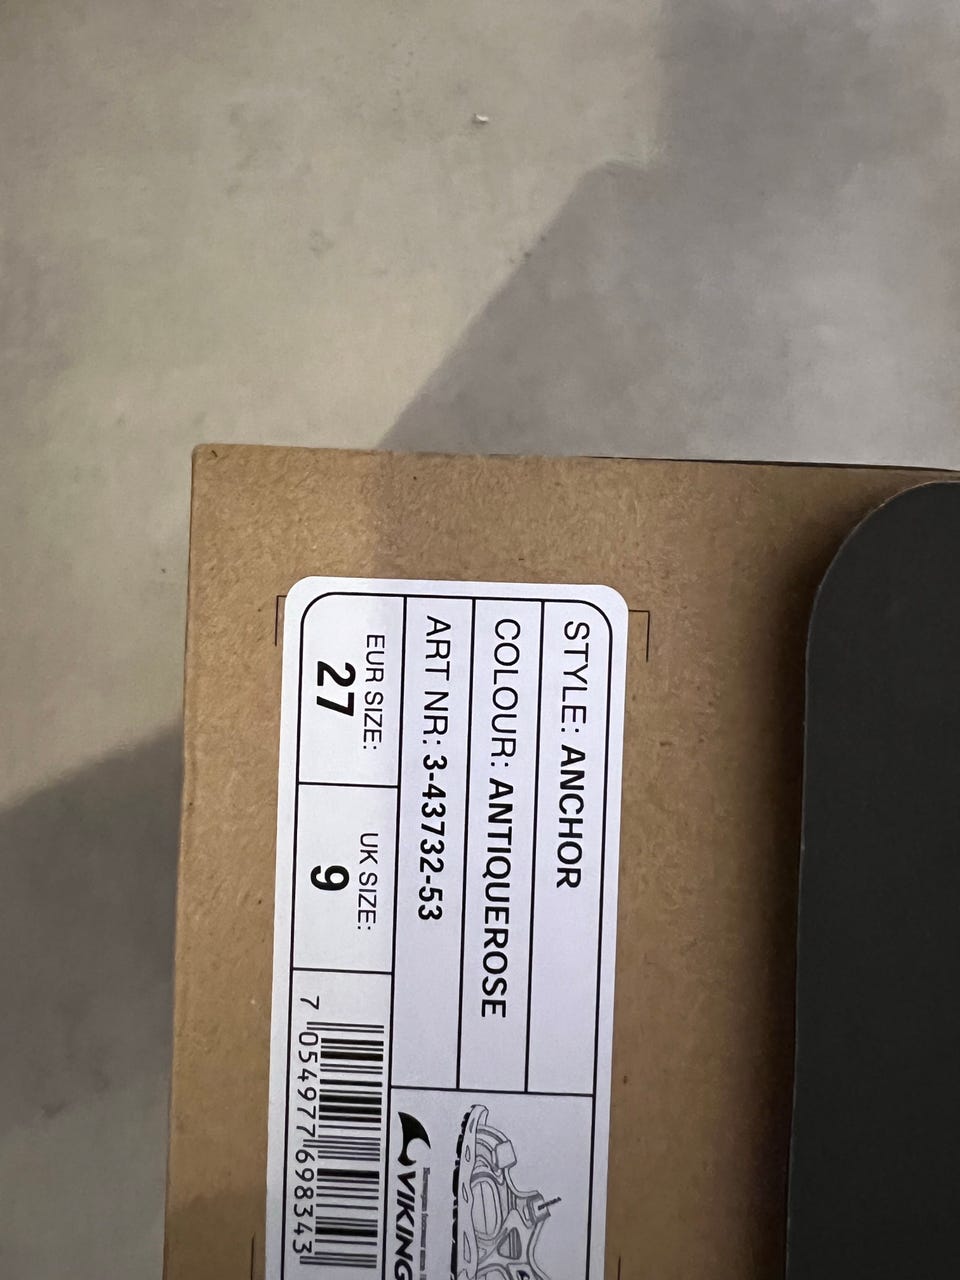 STYLE: ANCHOR
COLOUR: ANTIQUEROSE
ART NR: 3-43732-53
EUR SIZE:
27
UK SIZE:
9
7 054977 698343
VIKING